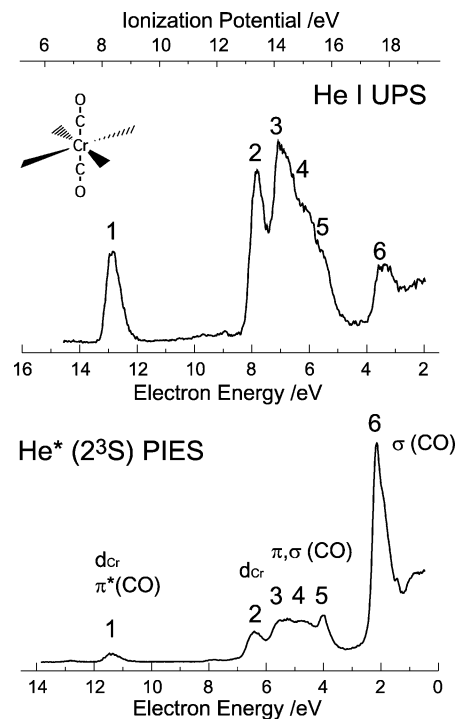 Ionization Potential /eV
6 8 10 12 14 16 18
He I UPS
O
C
Cr
C
O
1 2 3 4 5 6
16 14 12 10 8 6 4 2
Electron Energy /eV
He* (2³S) PIES
6 σ (CO)
dCr
π*(CO)
dCr π,σ (CO)
1 2 3 4 5
14 12 10 8 6 4 2 0
Electron Energy /eV